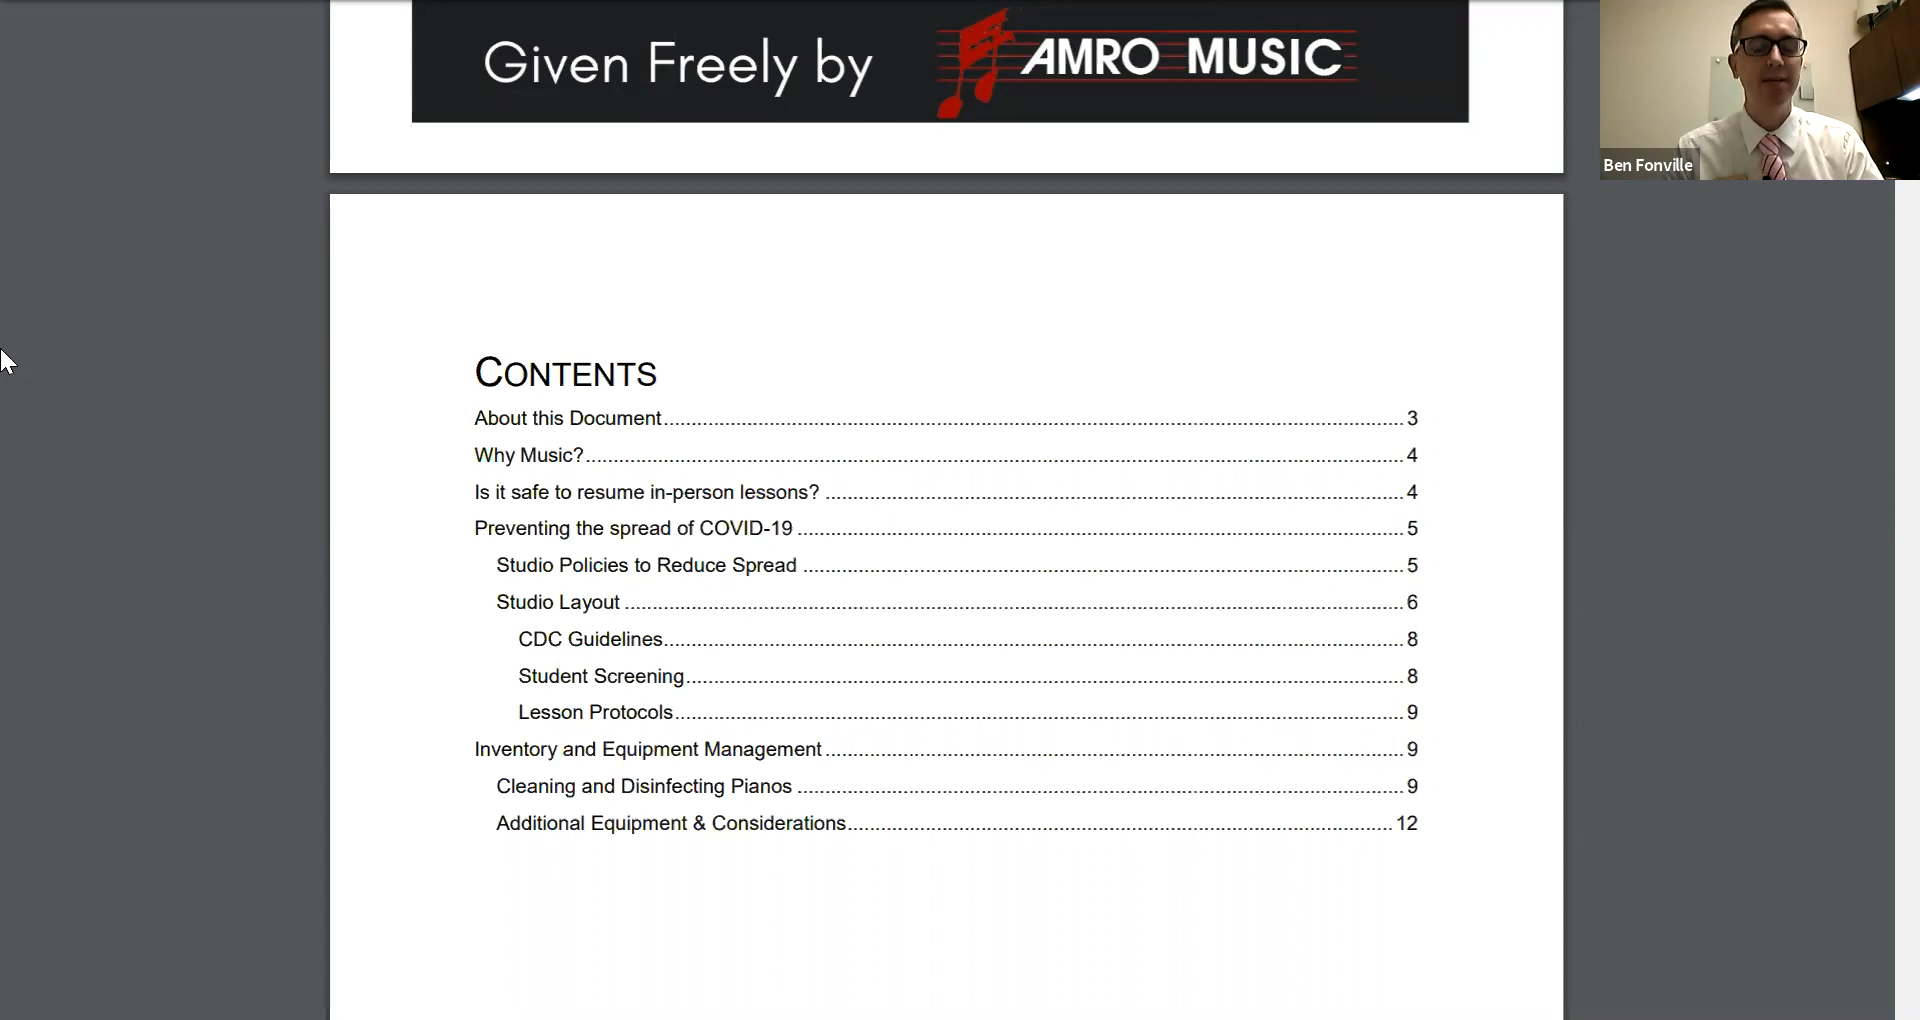 Given Freely by AMRO MUSIC
Ben Fonville
CONTENTS
About this Document 3
Why Music? 4
Is it safe to resume in-person lessons? 4
Preventing the spread of COVID-19 5
Studio Policies to Reduce Spread 5
Studio Layout 6
CDC Guidelines 8
Student Screening 8
Lesson Protocols 9
Inventory and Equipment Management 9
Cleaning and Disinfecting Pianos 9
Additional Equipment & Considerations 12